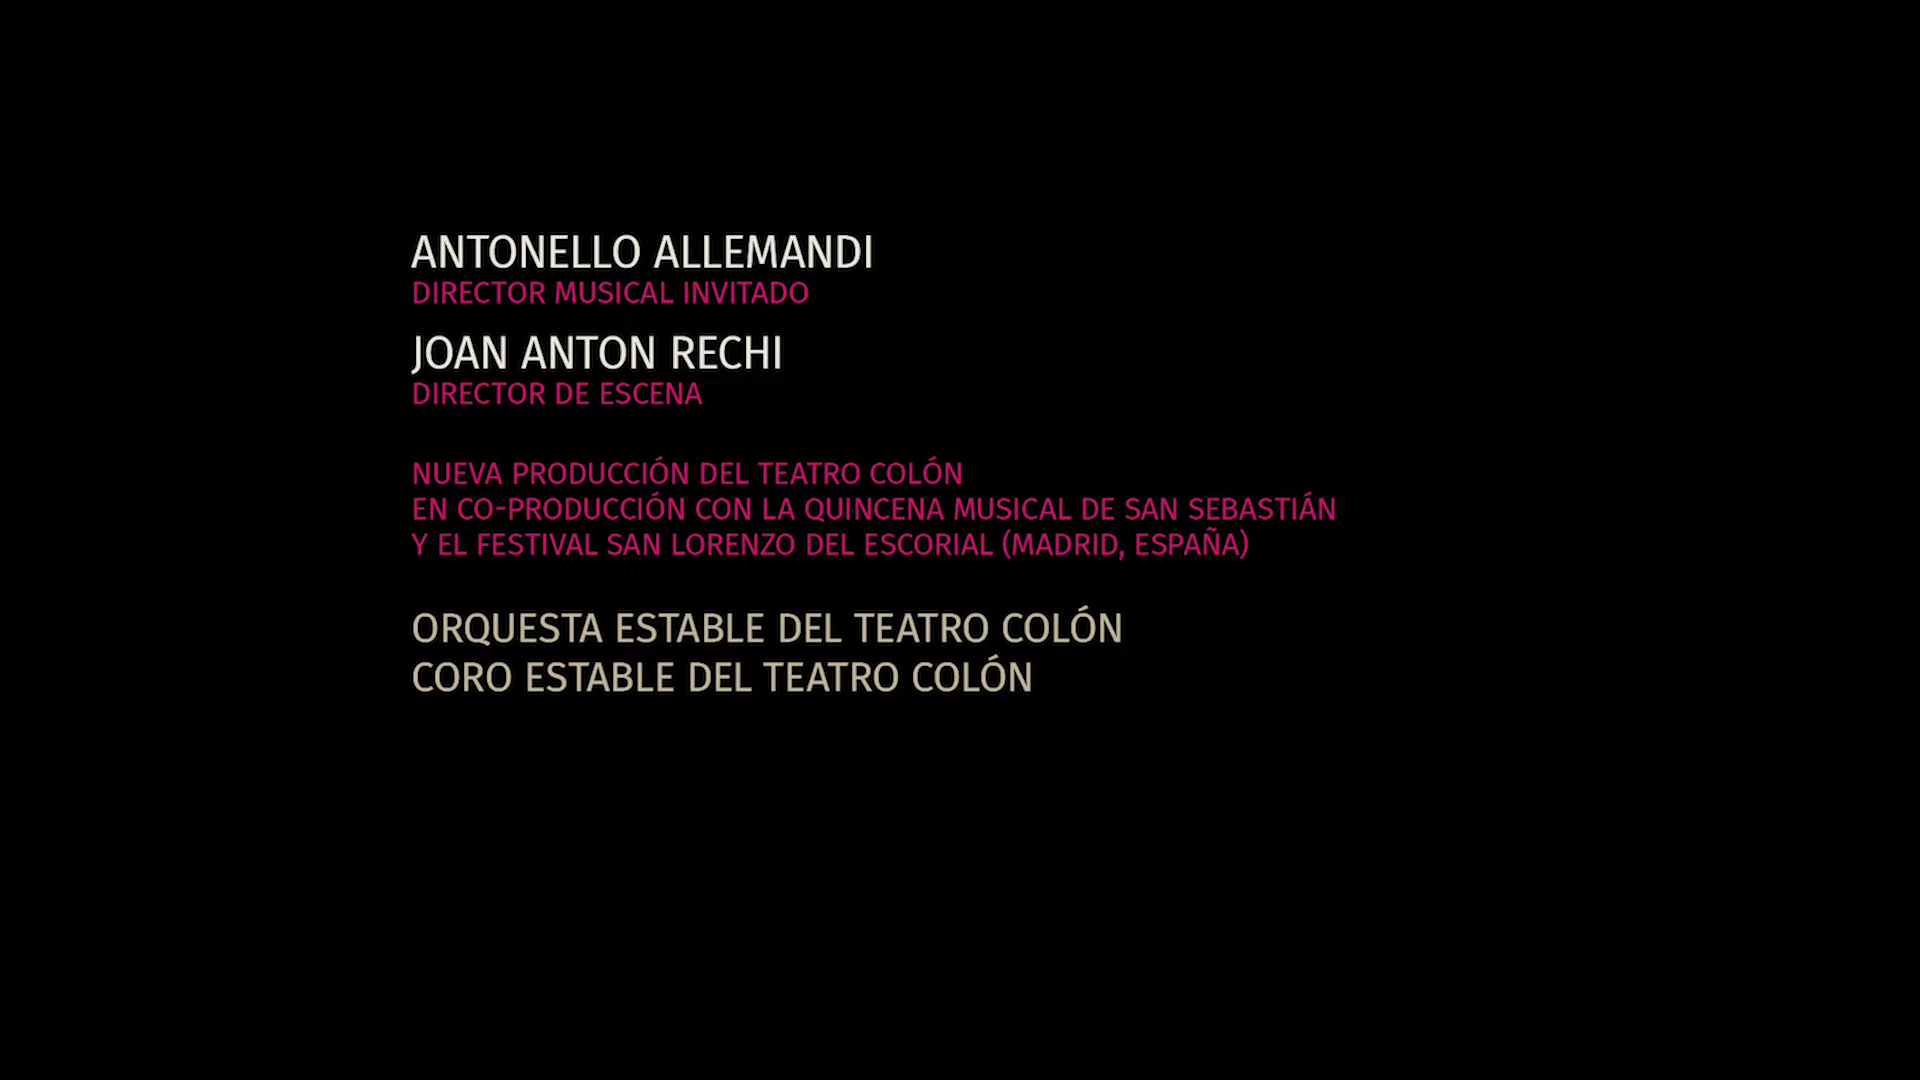 ANTONELLO ALLEMANDI
DIRECTOR MUSICAL INVITADO
JOAN ANTON RECHI
DIRECTOR DE ESCENA
NUEVA PRODUCCIÓN DEL TEATRO COLÓN
EN CO-PRODUCCIÓN CON LA QUINCENA MUSICAL DE SAN SEBASTIÁN
Y EL FESTIVAL SAN LORENZO DEL ESCORIAL (MADRID, ESPAÑA)
ORQUESTA ESTABLE DEL TEATRO COLÓN
CORO ESTABLE DEL TEATRO COLÓN